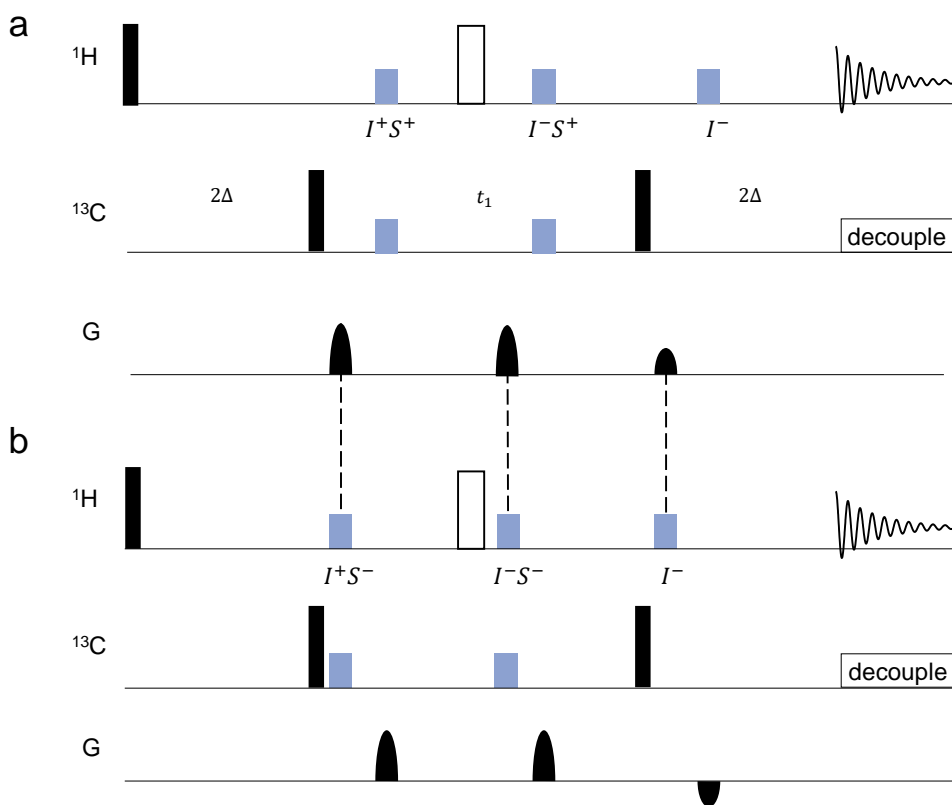 a
¹H
I⁺S⁺ I⁻S⁺ I⁻
¹³C
2Δ t₁ 2Δ
decouple
G
b
¹H
I⁺S⁻ I⁻S⁻ I⁻
¹³C
decouple
G